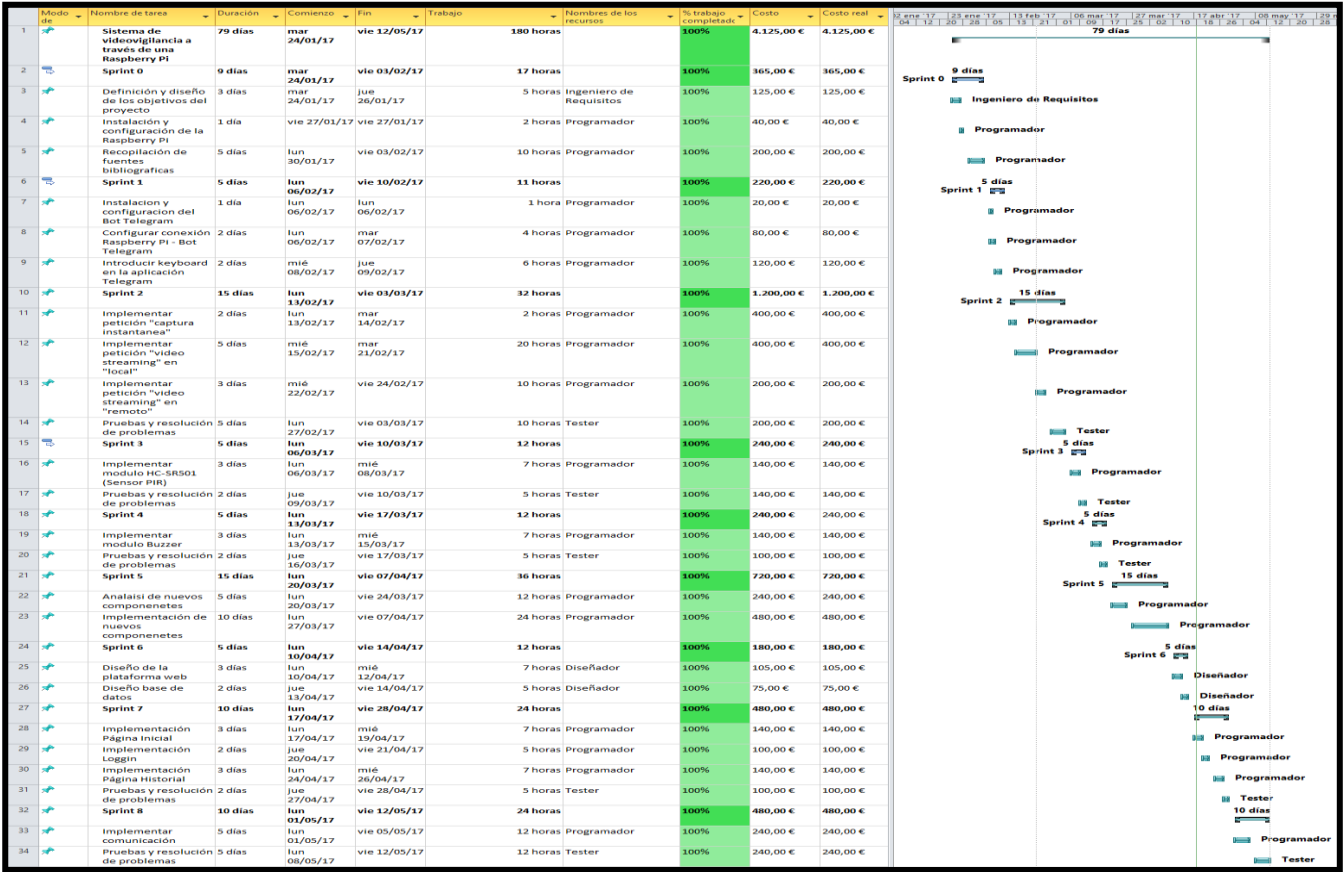 Modo de	Nombre de tarea	Duración	Comienzo	Fin	Trabajo	Nombres de los recursos	% trabajo completado	Costo	Costo real
1	Sistema de videovigilancia a través de una Raspberry Pi	79 días	mar 24/01/17	vie 12/05/17	180 horas	100%	4.125,00 €	4.125,00 €
2	Sprint 0	9 días	mar 24/01/17	vie 03/02/17	17 horas	100%	365,00 €	365,00 €
3	Definición y diseño de los objetivos del proyecto	3 días	mar 24/01/17	jue 26/01/17	5 horas	Ingeniero de Requisitos	100%	125,00 €	125,00 €
4	Instalación y configuración de la Raspberry Pi	1 día	vie 27/01/17	vie 27/01/17	2 horas	Programador	100%	40,00 €	40,00 €
5	Recopilación de fuentes bibliograficas	5 días	lun 30/01/17	vie 03/02/17	10 horas	Programador	100%	200,00 €	200,00 €
6	Sprint 1	5 días	lun 06/02/17	vie 10/02/17	11 horas	100%	220,00 €	220,00 €
7	Instalacion y configuracion del Bot Telegram	1 día	lun 06/02/17	lun 06/02/17	1 hora	Programador	100%	20,00 €	20,00 €
8	Configurar conexión Raspberry Pi - Bot Telegram	2 días	lun 06/02/17	mar 07/02/17	4 horas	Programador	100%	80,00 €	80,00 €
9	Introducir keyboard en la aplicación Telegram	2 días	mié 08/02/17	jue 09/02/17	6 horas	Programador	100%	120,00 €	120,00 €
10	Sprint 2	15 días	lun 13/02/17	vie 03/03/17	32 horas	100%	1.200,00 €	1.200,00 €
11	Implementar petición "captura instantanea"	2 días	lun 13/02/17	mar 14/02/17	2 horas	Programador	100%	400,00 €	400,00 €
12	Implementar petición "video streaming" en "local"	5 días	mié 15/02/17	mar 21/02/17	20 horas	Programador	100%	400,00 €	400,00 €
13	Implementar petición "video streaming" en "remoto"	3 días	mié 22/02/17	vie 24/02/17	10 horas	Programador	100%	200,00 €	200,00 €
14	Pruebas y resolución de problemas	5 días	lun 27/02/17	vie 03/03/17	10 horas	Tester	100%	200,00 €	200,00 €
15	Sprint 3	5 días	lun 06/03/17	vie 10/03/17	12 horas	100%	240,00 €	240,00 €
16	Implementar modulo HC-SR501 (Sensor PIR)	3 días	lun 06/03/17	mié 08/03/17	7 horas	Programador	100%	140,00 €	140,00 €
17	Pruebas y resolución de problemas	2 días	jue 09/03/17	vie 10/03/17	5 horas	Tester	100%	140,00 €	140,00 €
18	Sprint 4	5 días	lun 13/03/17	vie 17/03/17	12 horas	100%	240,00 €	240,00 €
19	Implementar modulo Buzzer	3 días	lun 13/03/17	mié 15/03/17	7 horas	Programador	100%	140,00 €	140,00 €
20	Pruebas y resolución de problemas	2 días	jue 16/03/17	vie 17/03/17	5 horas	Tester	100%	100,00 €	100,00 €
21	Sprint 5	15 días	lun 20/03/17	vie 07/04/17	36 horas	100%	720,00 €	720,00 €
22	Analaisi de nuevos componenetes	5 días	lun 20/03/17	vie 24/03/17	12 horas	Programador	100%	240,00 €	240,00 €
23	Implementación de nuevos componenetes	10 días	lun 27/03/17	vie 07/04/17	24 horas	Programador	100%	480,00 €	480,00 €
24	Sprint 6	5 días	lun 10/04/17	vie 14/04/17	12 horas	100%	180,00 €	180,00 €
25	Diseño de la plataforma web	3 días	lun 10/04/17	mié 12/04/17	7 horas	Diseñador	100%	105,00 €	105,00 €
26	Diseño base de datos	2 días	jue 13/04/17	vie 14/04/17	5 horas	Diseñador	100%	75,00 €	75,00 €
27	Sprint 7	10 días	lun 17/04/17	vie 28/04/17	24 horas	100%	480,00 €	480,00 €
28	Implementación Página Inicial	3 días	lun 17/04/17	mié 19/04/17	7 horas	Programador	100%	140,00 €	140,00 €
29	Implementación Loggin	2 días	jue 20/04/17	vie 21/04/17	5 horas	Programador	100%	100,00 €	100,00 €
30	Implementación Página Historial	3 días	lun 24/04/17	mié 26/04/17	7 horas	Programador	100%	140,00 €	140,00 €
31	Pruebas y resolución de problemas	2 días	jue 27/04/17	vie 28/04/17	5 horas	Tester	100%	100,00 €	100,00 €
32	Sprint 8	10 días	lun 01/05/17	vie 12/05/17	24 horas	100%	480,00 €	480,00 €
33	Implementar comunicación	5 días	lun 01/05/17	vie 05/05/17	12 horas	Programador	100%	240,00 €	240,00 €
34	Pruebas y resolución de problemas	5 días	lun 08/05/17	vie 12/05/17	12 horas	Tester	100%	240,00 €	240,00 €
2 ene '17	23 ene '17	13 feb '17	06 mar '17	27 mar '17	17 abr '17	08 may '17	29
04	12	20	28	05	13	21	01	09	17	25	02	10	18	26	04	12	20	28
79 días
9 días
Sprint 0
Ingeniero de Requisitos
Programador
Programador
5 días
Sprint 1
Programador
Programador
Programador
15 días
Sprint 2
Programador
Programador
Programador
Tester
5 días
Sprint 3
Programador
Tester
5 días
Sprint 4
Programador
Tester
15 días
Sprint 5
Programador
Programador
5 días
Sprint 6
Diseñador
Diseñador
10 días
Programador
Programador
Programador
Tester
10 días
Programador
Tester